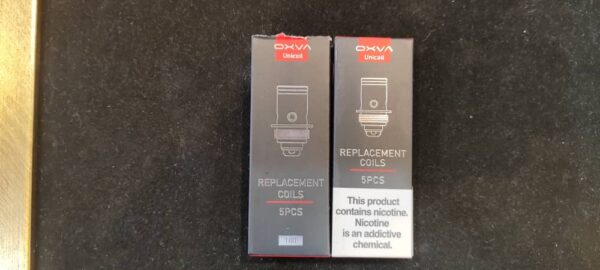 OXVA
Unicoil
REPLACEMENT
COILS
5PCS
OXVA
Unicoil
REPLACEMENT
COILS
5PCS
This product
contains nicotine.
Nicotine
is an addictive
chemical.